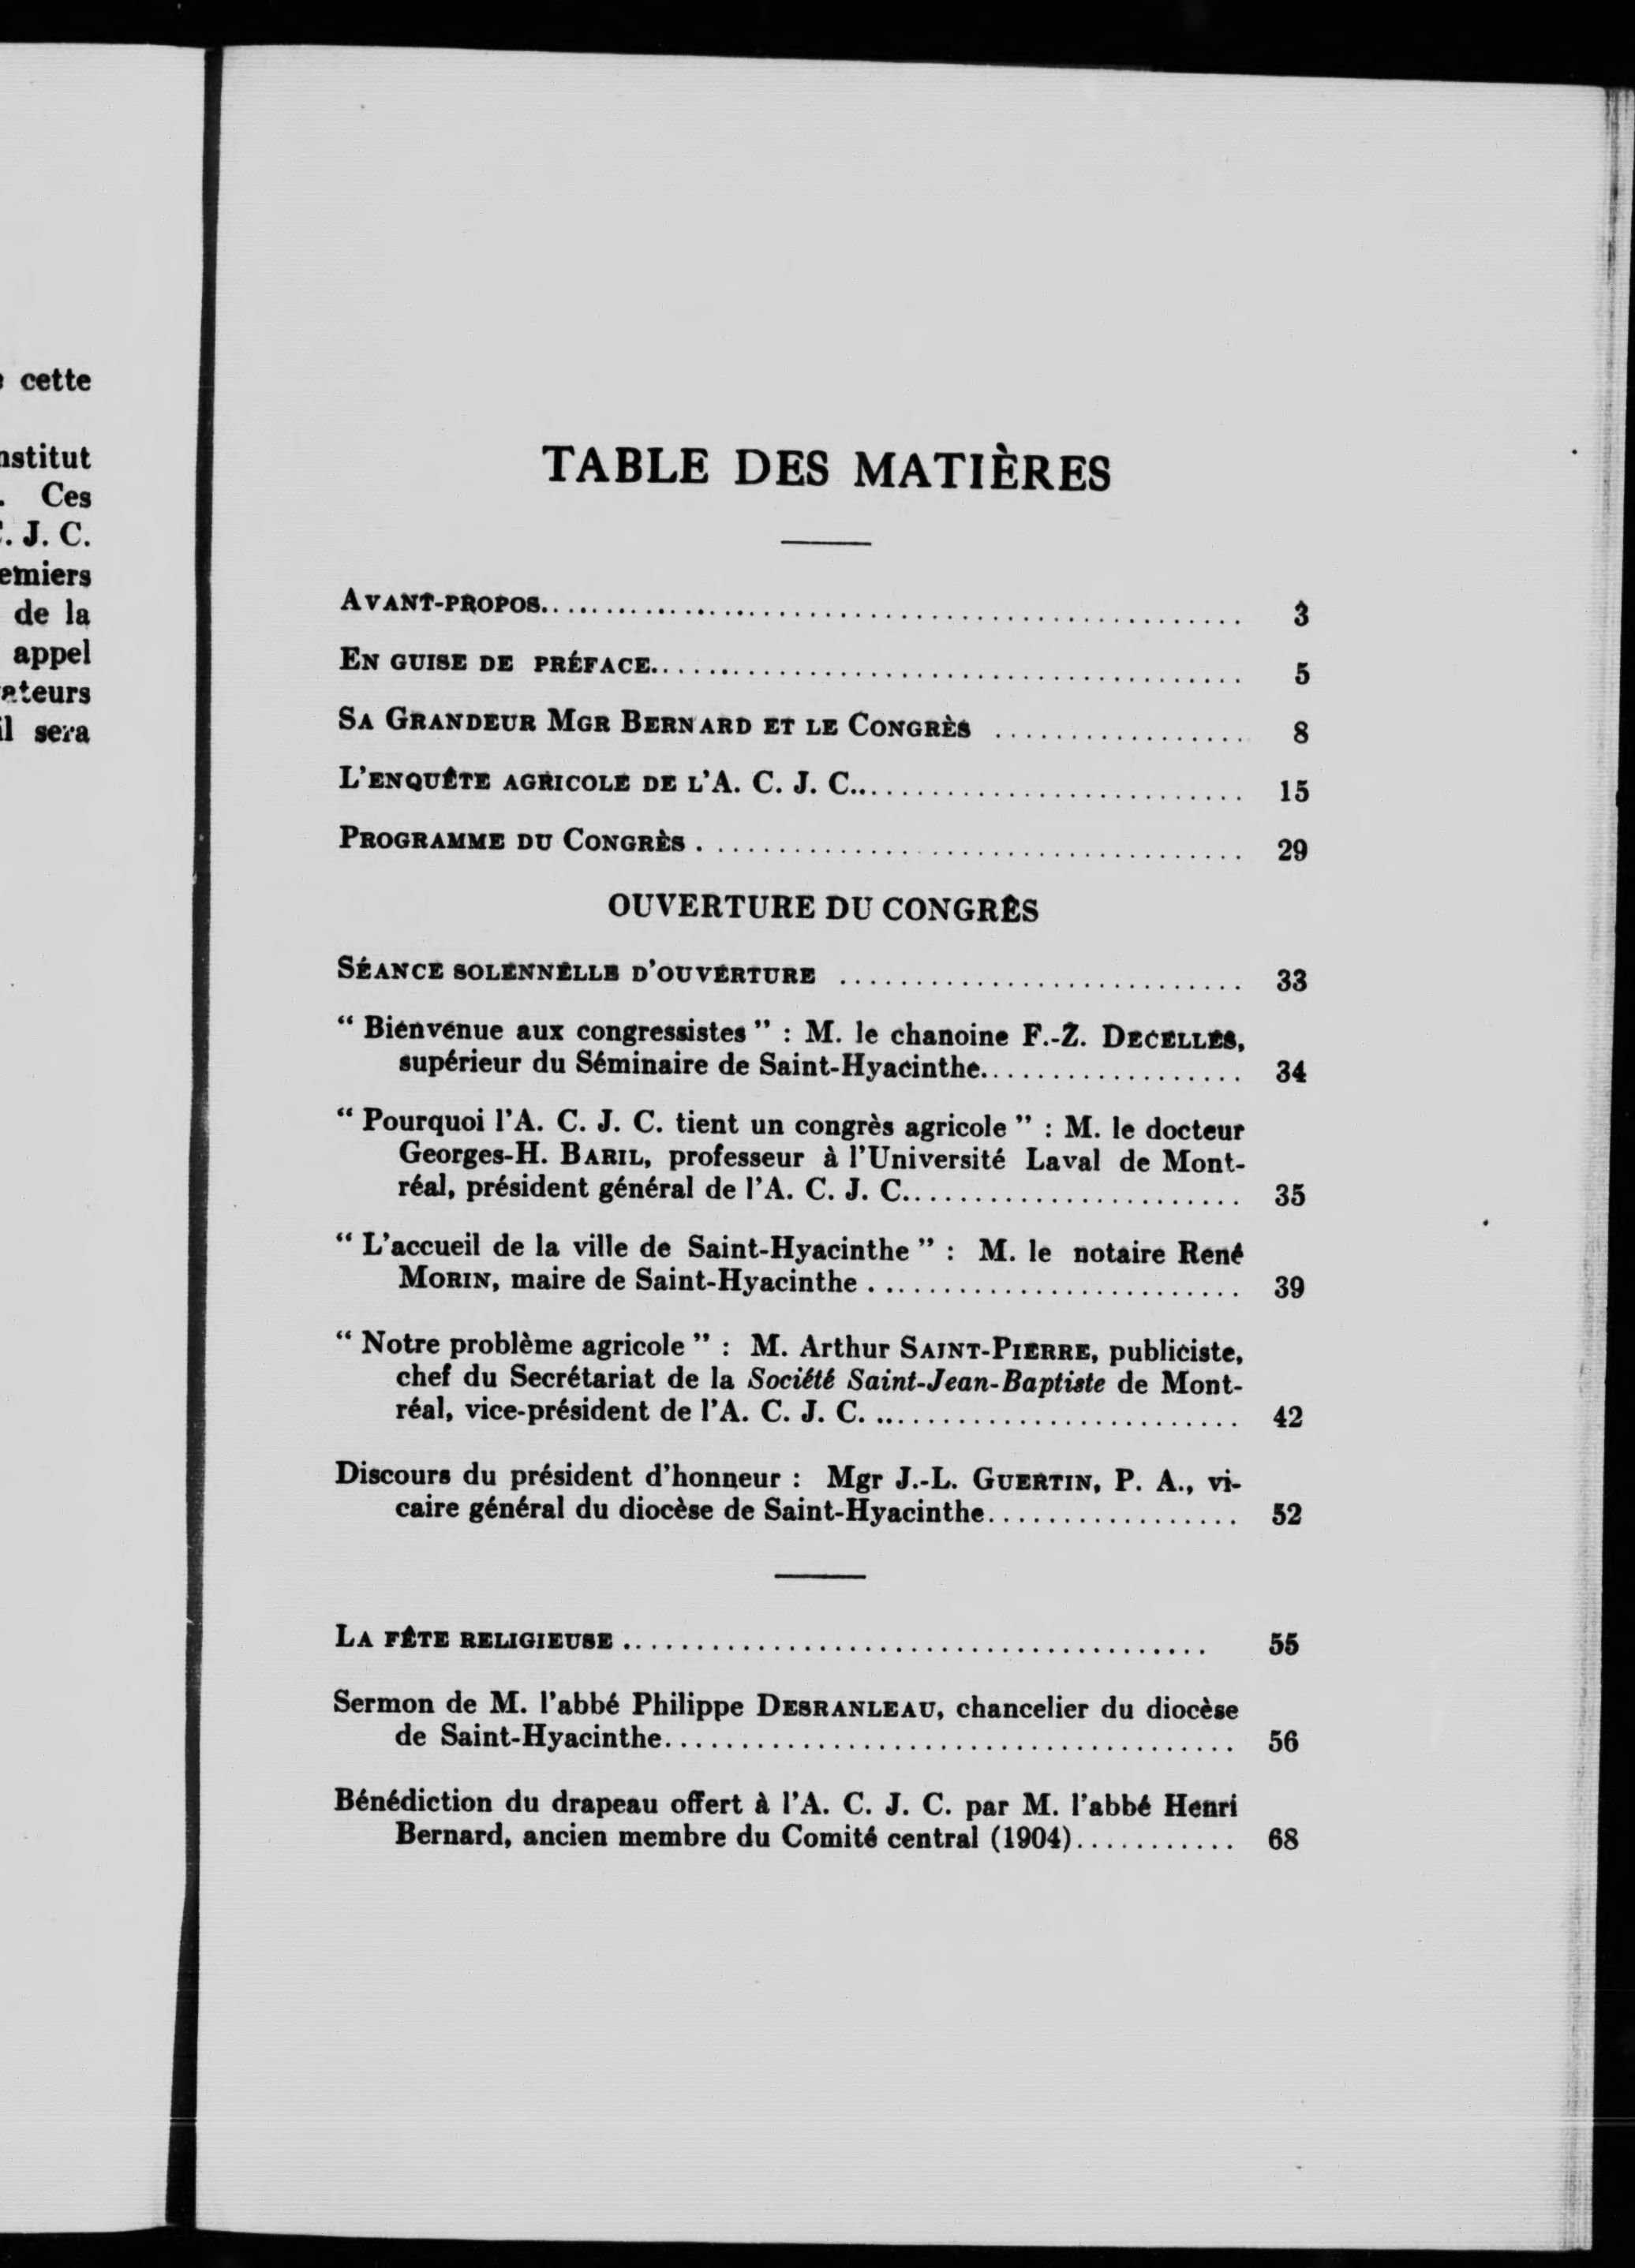 cette
Ces
J. C.
de la
appel
sera
TABLE DES MATIÈRES
AVANT-PROPOS........................................................ 3
EN GUISE DE PRÉFACE.............................................. 5
SA GRANDEUR MGR BERNARD ET LE CONGRÈS ................. 8
L'ENQUÊTE AGRICOLE DE L'A. C. J. C............................ 15
PROGRAMME DU CONGRÈS ..................................... 29
OUVERTURE DU CONGRÈS
SÉANCE SOLENNELLE D'OUVERTURE ........................... 33
“ Bienvenue aux congressistes ” : M. le chanoine F.-Z. DECELLES,
supérieur du Séminaire de Saint-Hyacinthe.................. 34
“ Pourquoi l'A. C. J. C. tient un congrès agricole ” : M. le docteur
Georges-H. BARIL, professeur à l'Université Laval de Mont-
réal, président général de l'A. C. J. C....................... 35
“ L'accueil de la ville de Saint-Hyacinthe ” : M. le notaire René
MORIN, maire de Saint-Hyacinthe ......................... 39
“ Notre problème agricole ” : M. Arthur SAINT-PIERRE, publiciste,
chef du Secrétariat de la Société Saint-Jean-Baptiste de Mont-
réal, vice-président de l'A. C. J. C. ......................... 42
Discours du président d'honneur : Mgr J.-L. GUERTIN, P. A., vi-
caire général du diocèse de Saint-Hyacinthe................. 52
LA FÊTE RELIGIEUSE ....................................... 55
Sermon de M. l'abbé Philippe DESRANLEAU, chancelier du diocèse
de Saint-Hyacinthe...................................... 56
Bénédiction du drapeau offert à l'A. C. J. C. par M. l'abbé Henri
Bernard, ancien membre du Comité central (1904)........... 68